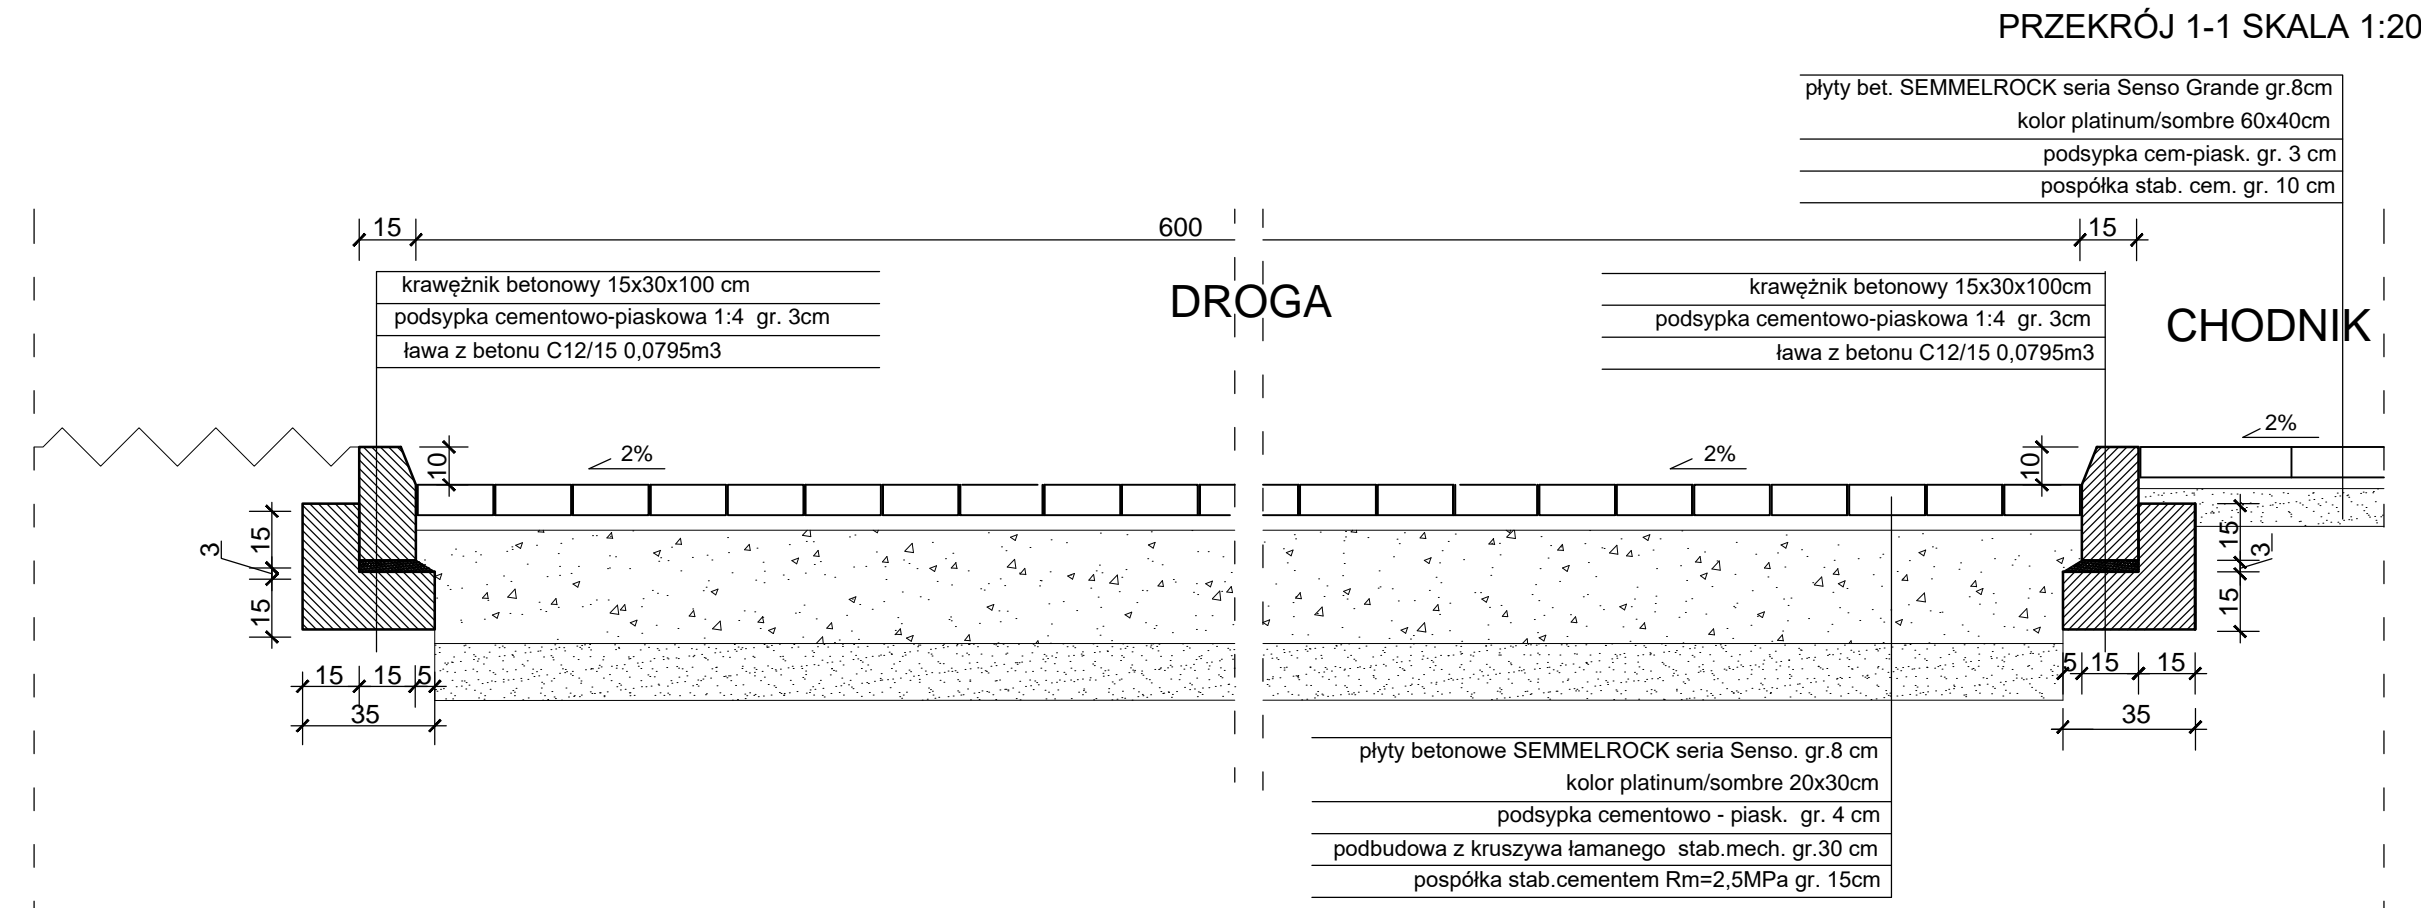 PRZEKRÓJ 1-1 SKALA 1:20
płyty bet. SEMMELROCK seria Senso Grande gr.8cm
kolor platinum/sombre 60x40cm
podsypka cem-piask. gr. 3 cm
pospółka stab. cem. gr. 10 cm
15
600
15
krawężnik betonowy 15x30x100 cm
podsypka cementowo-piaskowa 1:4 gr. 3cm
ława z betonu C12/15 0,0795m3
DROGA
krawężnik betonowy 15x30x100cm
podsypka cementowo-piaskowa 1:4 gr. 3cm
ława z betonu C12/15 0,0795m3
CHODNIK
10
2%
2%
10
2%
3
15
15
15
3
15
15
15
5
35
5
15
15
35
płyty betonowe SEMMELROCK seria Senso. gr.8 cm
kolor platinum/sombre 20x30cm
podsypka cementowo - piask. gr. 4 cm
podbudowa z kruszywa łamanego stab.mech. gr.30 cm
pospółka stab.cementem Rm=2,5MPa gr. 15cm